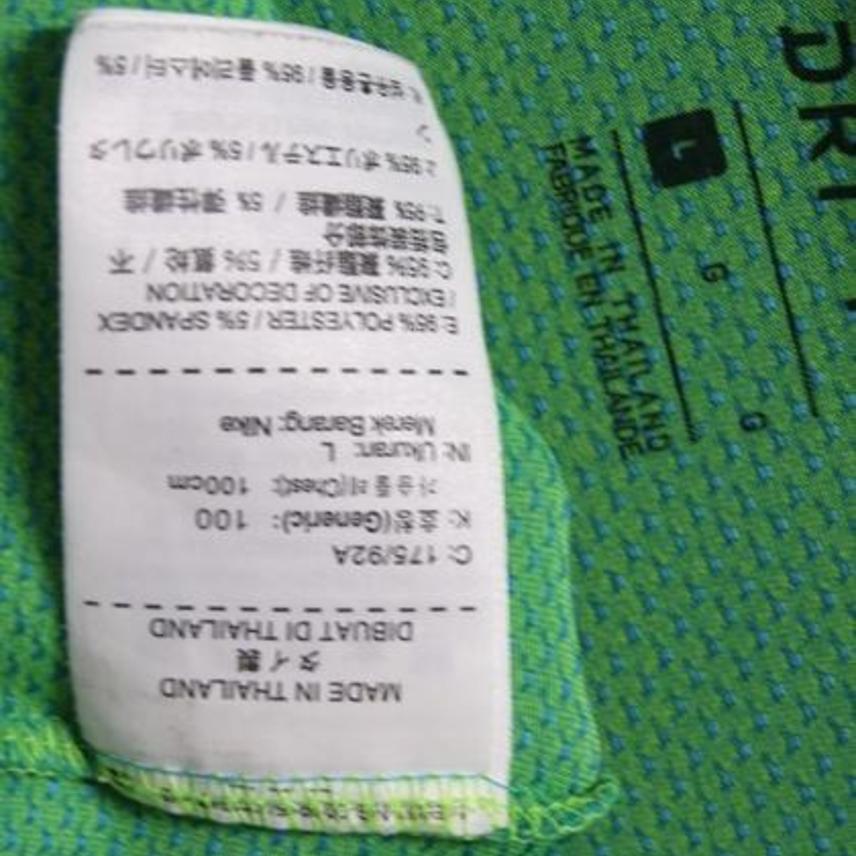 MADE IN THAILAND
タイ製
DIBUAT DI THAILAND
C: 175/92A
K: 호칭(Generic): 100
가슴둘레(Chest): 100cm
IN: Ukuran: L
Merek Barang: Nike
E: 95% POLYESTER / 5% SPANDEX
/ EXCLUSIVE OF DECORATION
C: 95% 聚酯纤维 / 5% 氨纶 / 不
包括装饰部分
T: 95% 聚酯纖維 / 5% 彈性纖維
J: 95% ポリエステル / 5% ポリウレタ
ン
/ 95% 폴리에스터 / 5%
DRI
L
G
G
MADE IN THAILAND
FABRIQUÉ EN THAÏLANDE